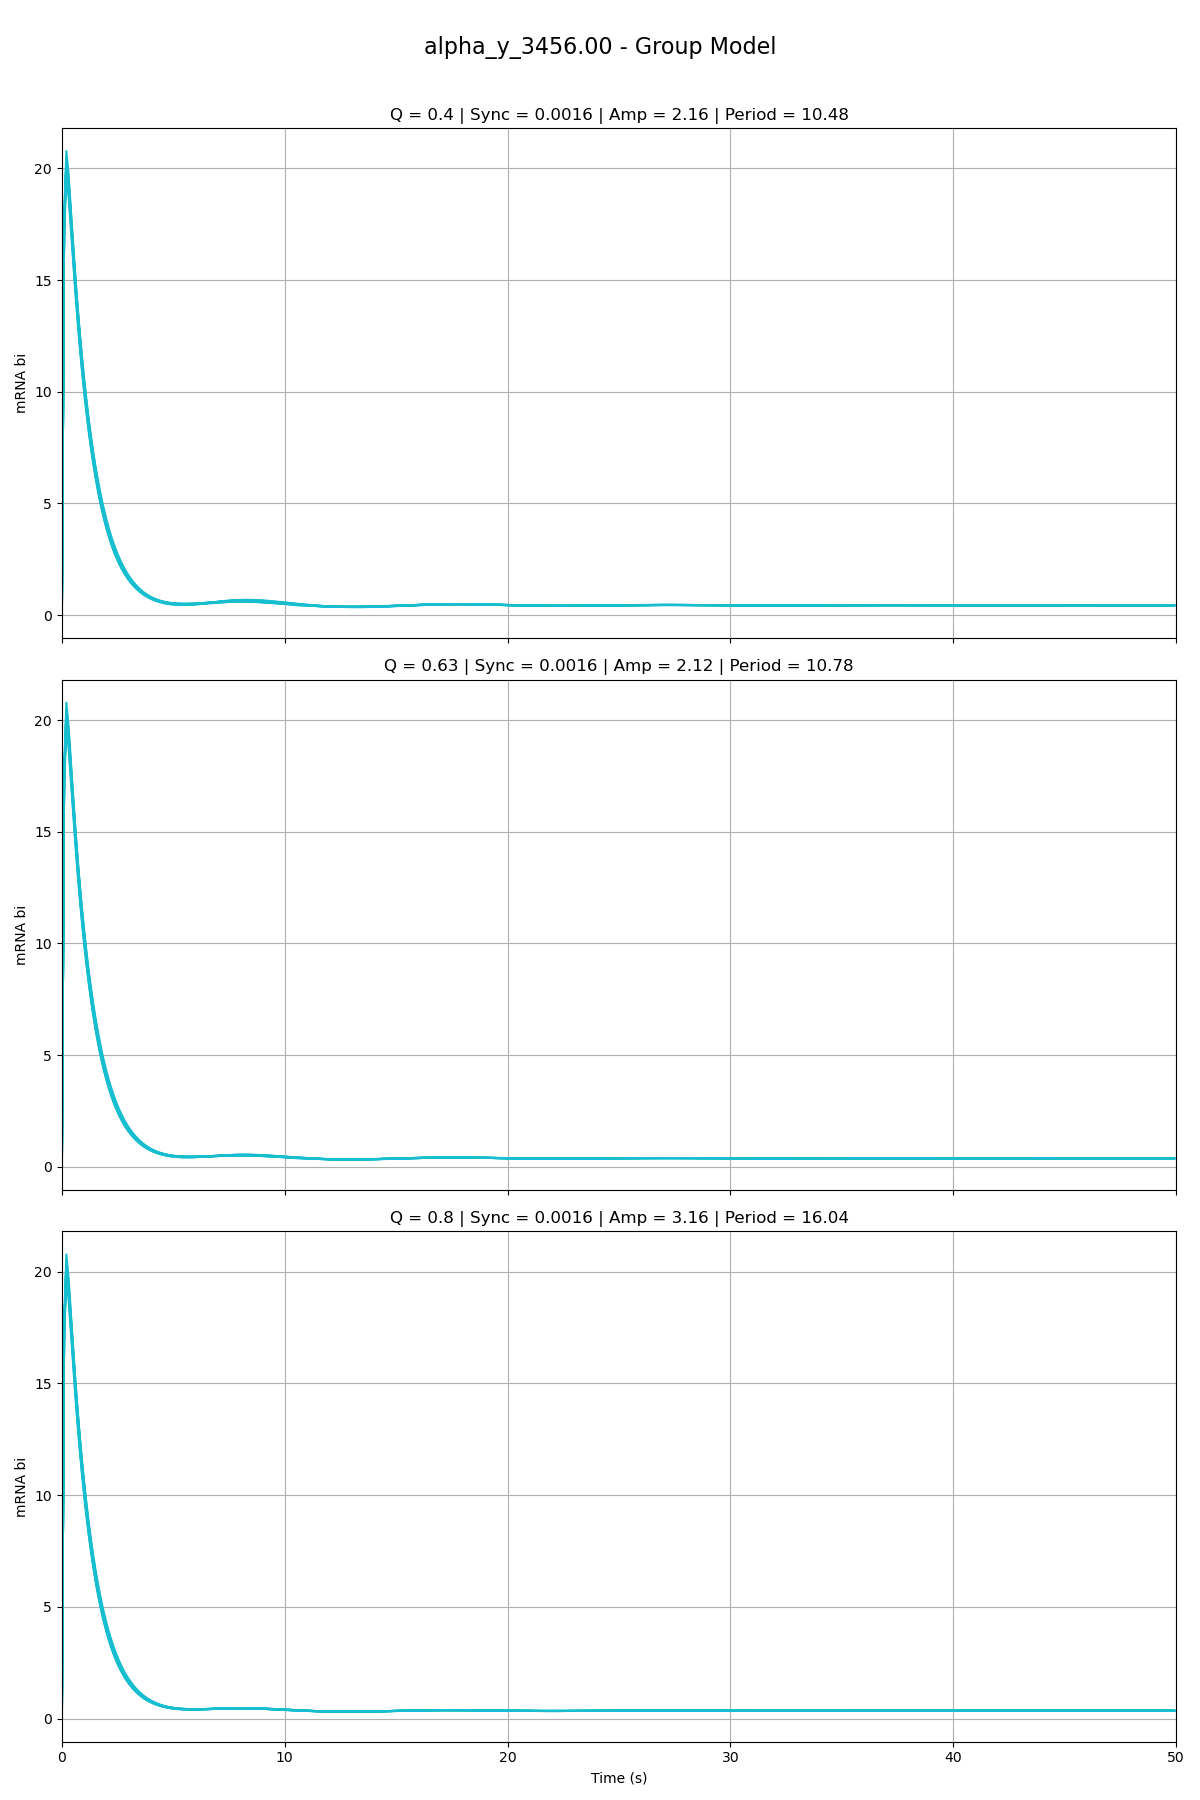 alpha_y_3456.00 - Group Model
Q = 0.4 | Sync = 0.0016 | Amp = 2.16 | Period = 10.48
20
15
10
5
0
mRNA bi
Q = 0.63 | Sync = 0.0016 | Amp = 2.12 | Period = 10.78
20
15
10
5
0
mRNA bi
Q = 0.8 | Sync = 0.0016 | Amp = 3.16 | Period = 16.04
20
15
10
5
0
mRNA bi
0 10 20 30 40 50
Time (s)